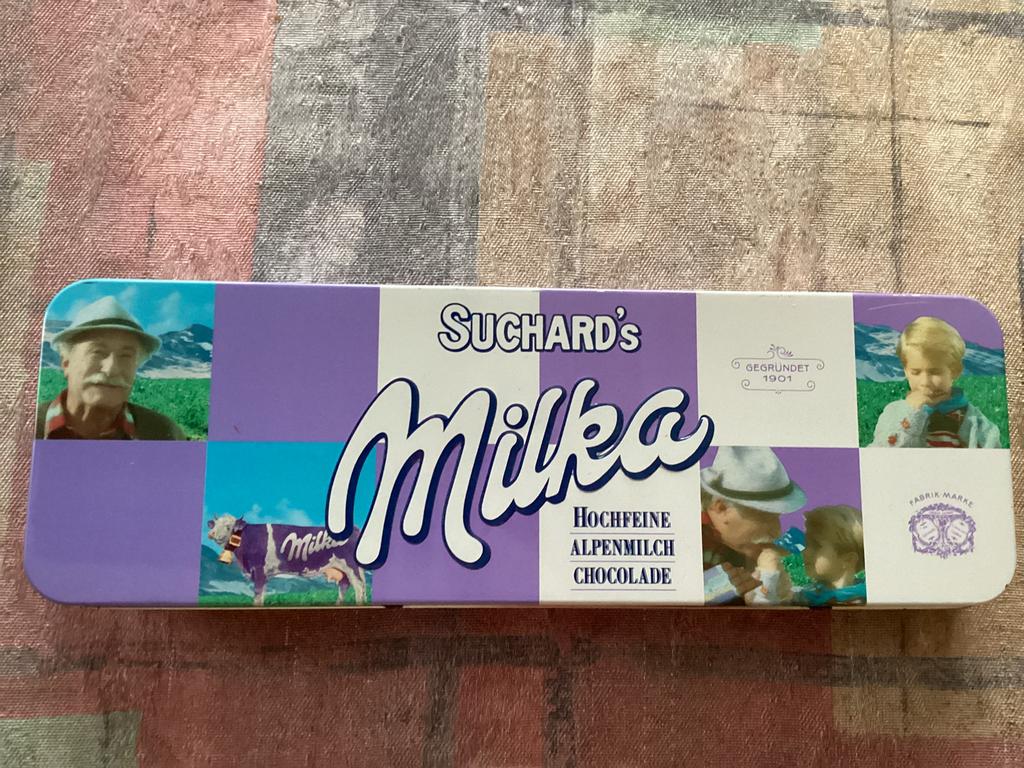 SUCHARD'S
Milka
GEGRÜNDET
1901
Milka
HOCHFEINE
ALPENMILCH
CHOCOLADE
FABRIK MARKE